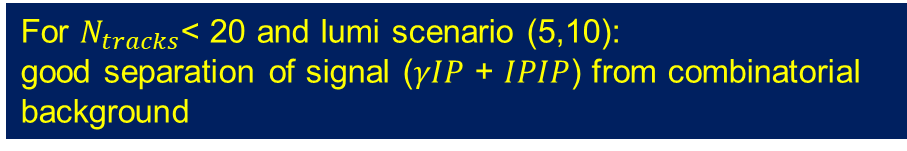 For N_tracks < 20 and lumi scenario (5,10):
good separation of signal (γIP + IPIP) from combinatorial
background